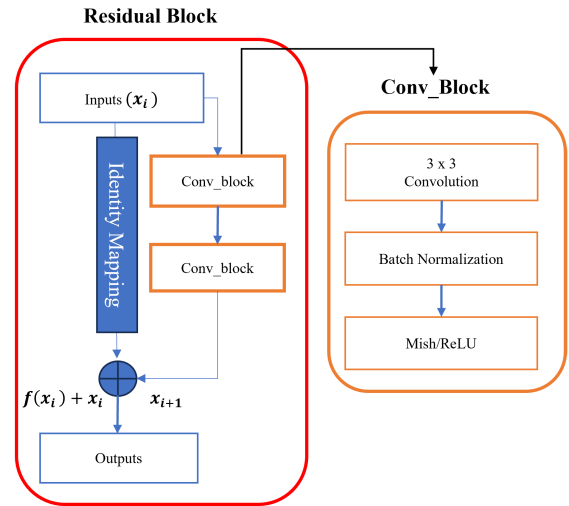 Residual Block
Inputs (xᵢ)
Identity Mapping
Conv_block
Conv_block
f(xᵢ) + xᵢ
xᵢ₊₁
Outputs
Conv_Block
3 x 3
Convolution
Batch Normalization
Mish/ReLU